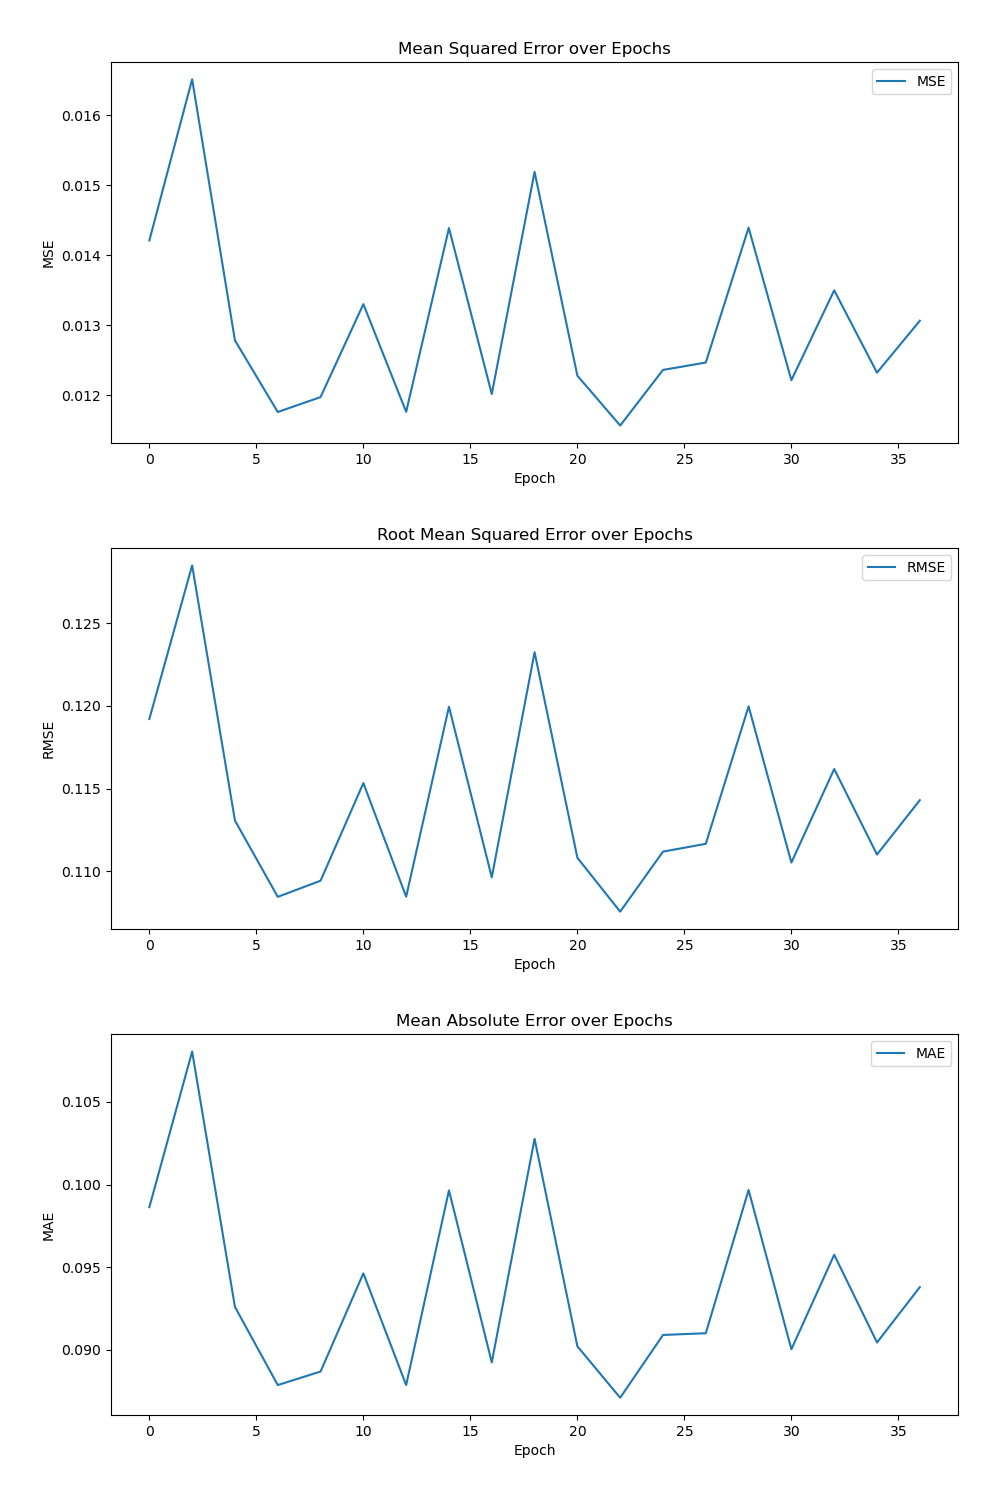 Mean Squared Error over Epochs
MSE
0.016
0.015
0.014
0.013
0.012
MSE
0 5 10 15 20 25 30 35
Epoch
Root Mean Squared Error over Epochs
RMSE
0.125
0.120
0.115
0.110
RMSE
0 5 10 15 20 25 30 35
Epoch
Mean Absolute Error over Epochs
MAE
0.105
0.100
0.095
0.090
MAE
0 5 10 15 20 25 30 35
Epoch